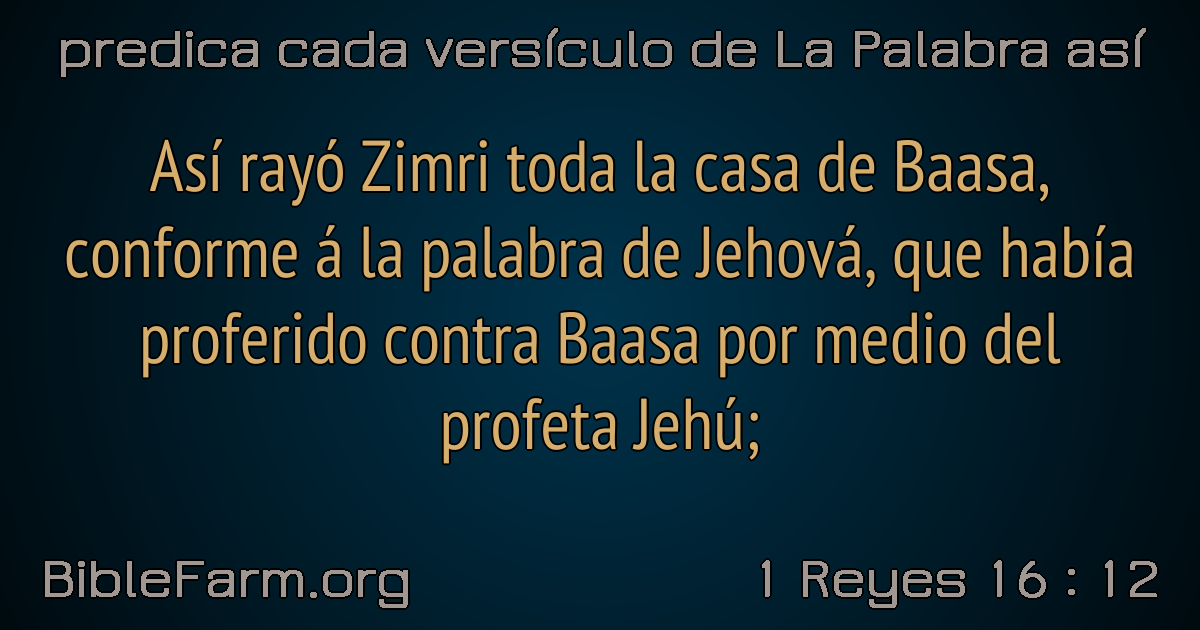 predica cada versículo de La Palabra así
Así rayó Zimri toda la casa de Baasa,
conforme á la palabra de Jehová, que había
proferido contra Baasa por medio del
profeta Jehú;
BibleFarm.org
1 Reyes 16 : 12